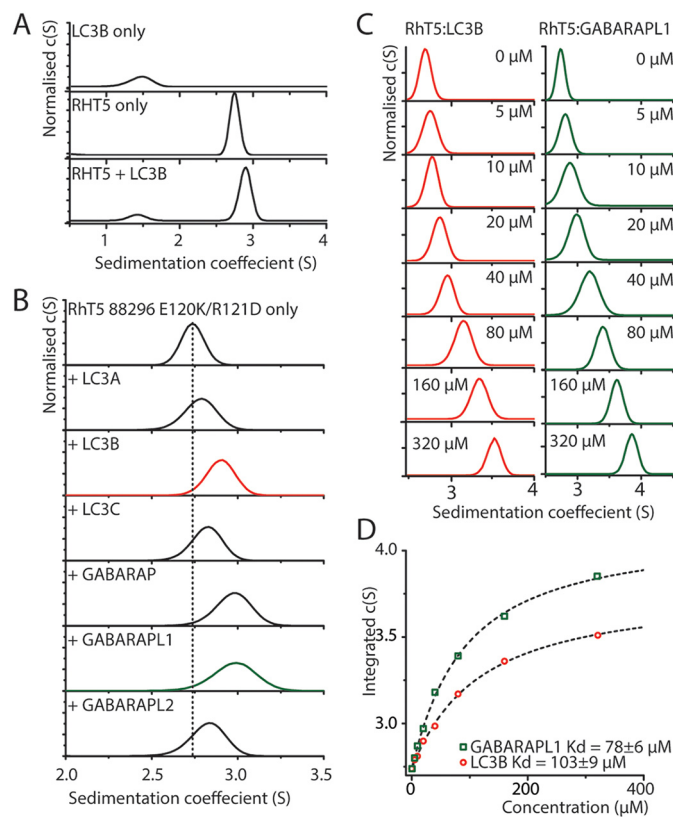 A
Normalised c(S)
LC3B only
RHT5 only
RHT5 + LC3B
1 2 3 4
Sedimentation coeffecient (S)
B
Normalised c(S)
RhT5 88296 E120K/R121D only
+ LC3A
+ LC3B
+ LC3C
+ GABARAP
+ GABARAPL1
+ GABARAPL2
2.0 2.5 3.0 3.5
Sedimentation coeffecient (S)
C
RhT5:LC3B RhT5:GABARAPL1
Normalised c(S)
0 µM 0 µM
5 µM 5 µM
10 µM 10 µM
20 µM 20 µM
40 µM 40 µM
80 µM 80 µM
160 µM 160 µM
320 µM 320 µM
3 4 3 4
Sedimentation coeffecient (S)
D
Integrated c(S)
4.0
3.5
3.0
GABARAPL1 Kd = 78±6 µM
LC3B Kd = 103±9 µM
0 200 400
Concentration (µM)